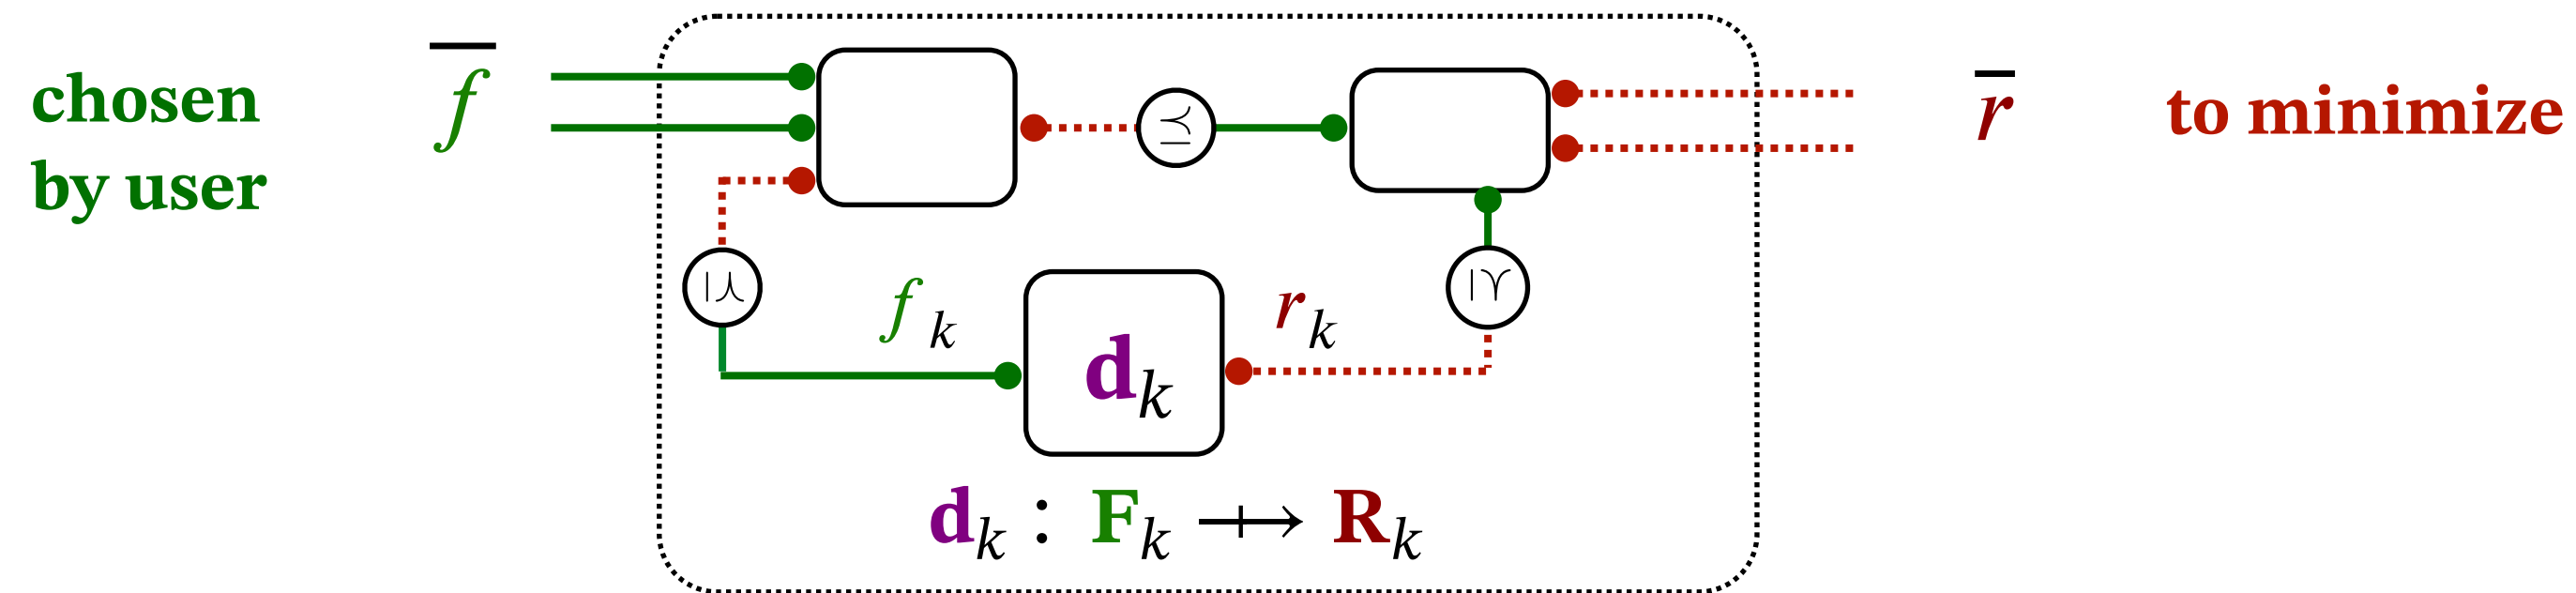 chosen
by user
f̅
⪯
r̅
to minimize
⪯
f_k
d_k
r_k
⪯
d_k : F_k ⇸ R_k